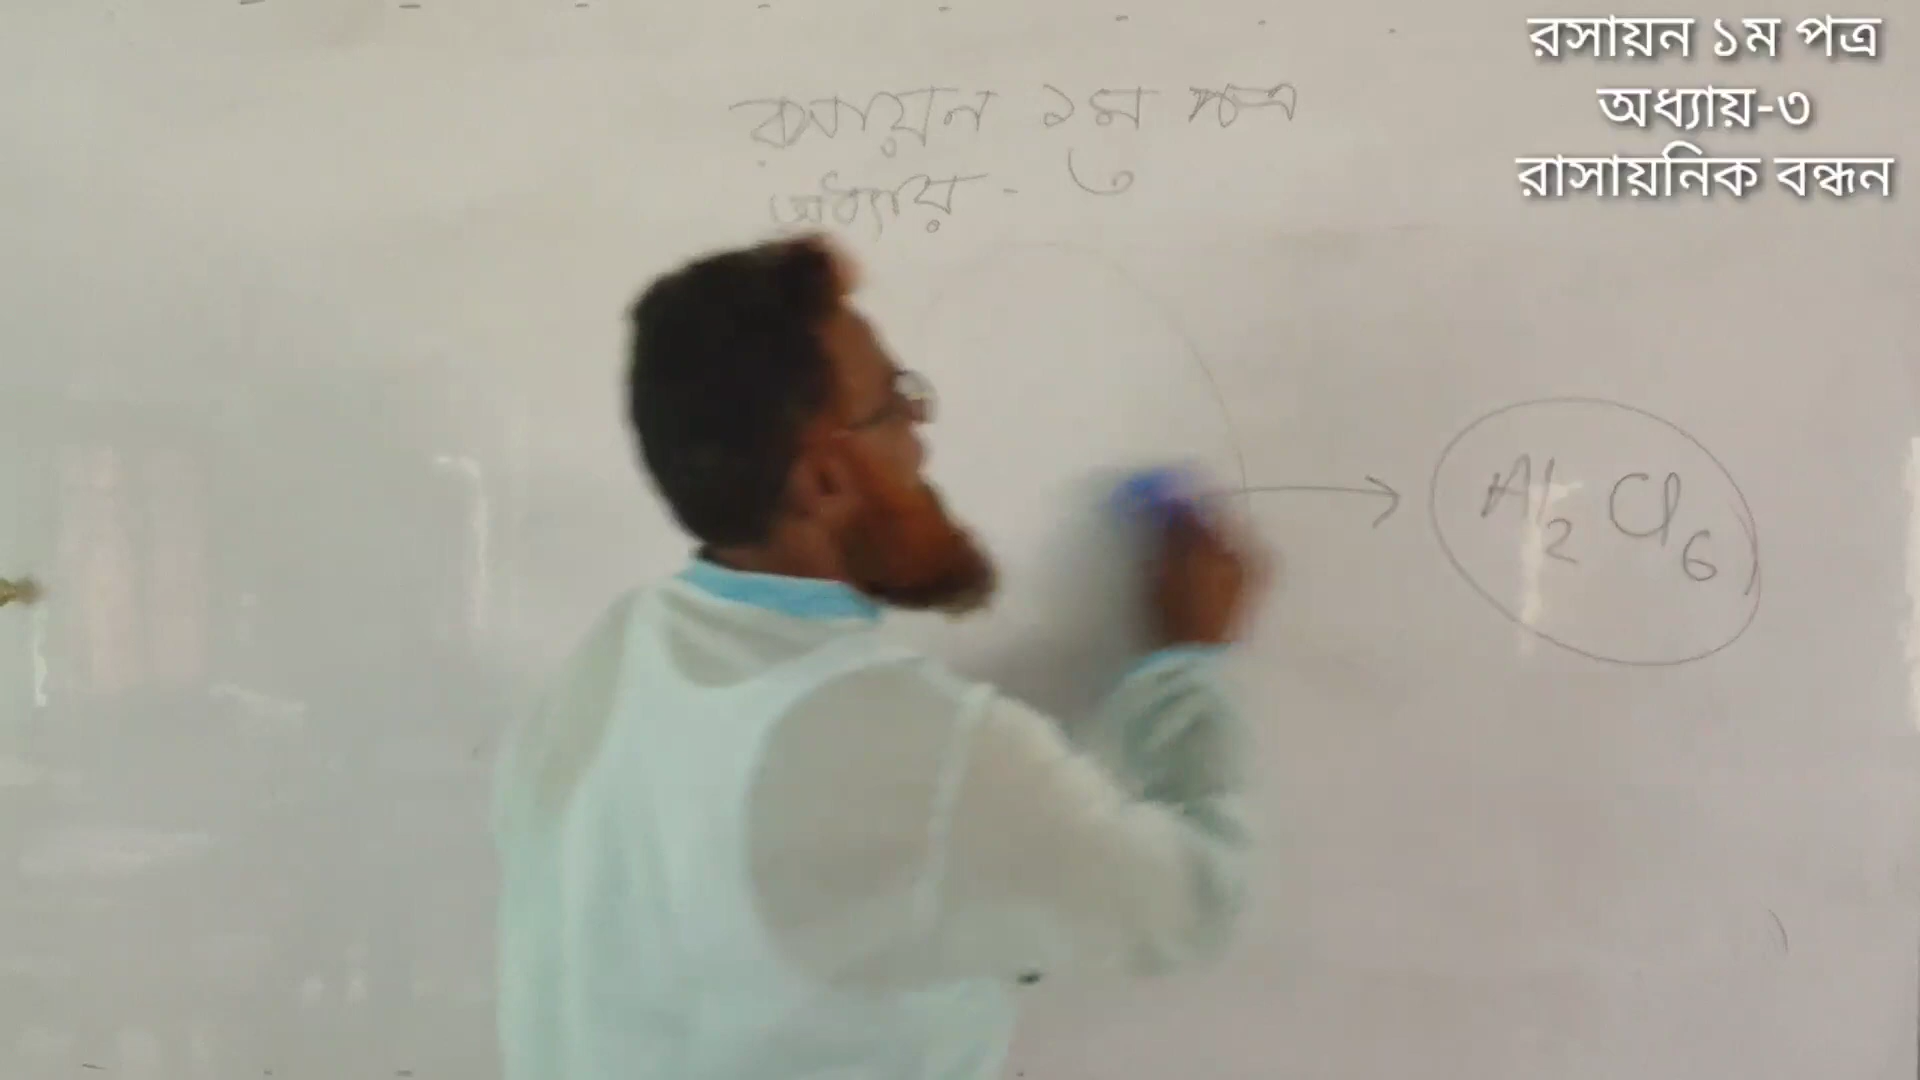 রসায়ন ১ম পত্র
অধ্যায়-৩
রাসায়নিক বন্ধন
রসায়ন ১ম পত্র
অধ্যায় - ৩
Al2Cl6